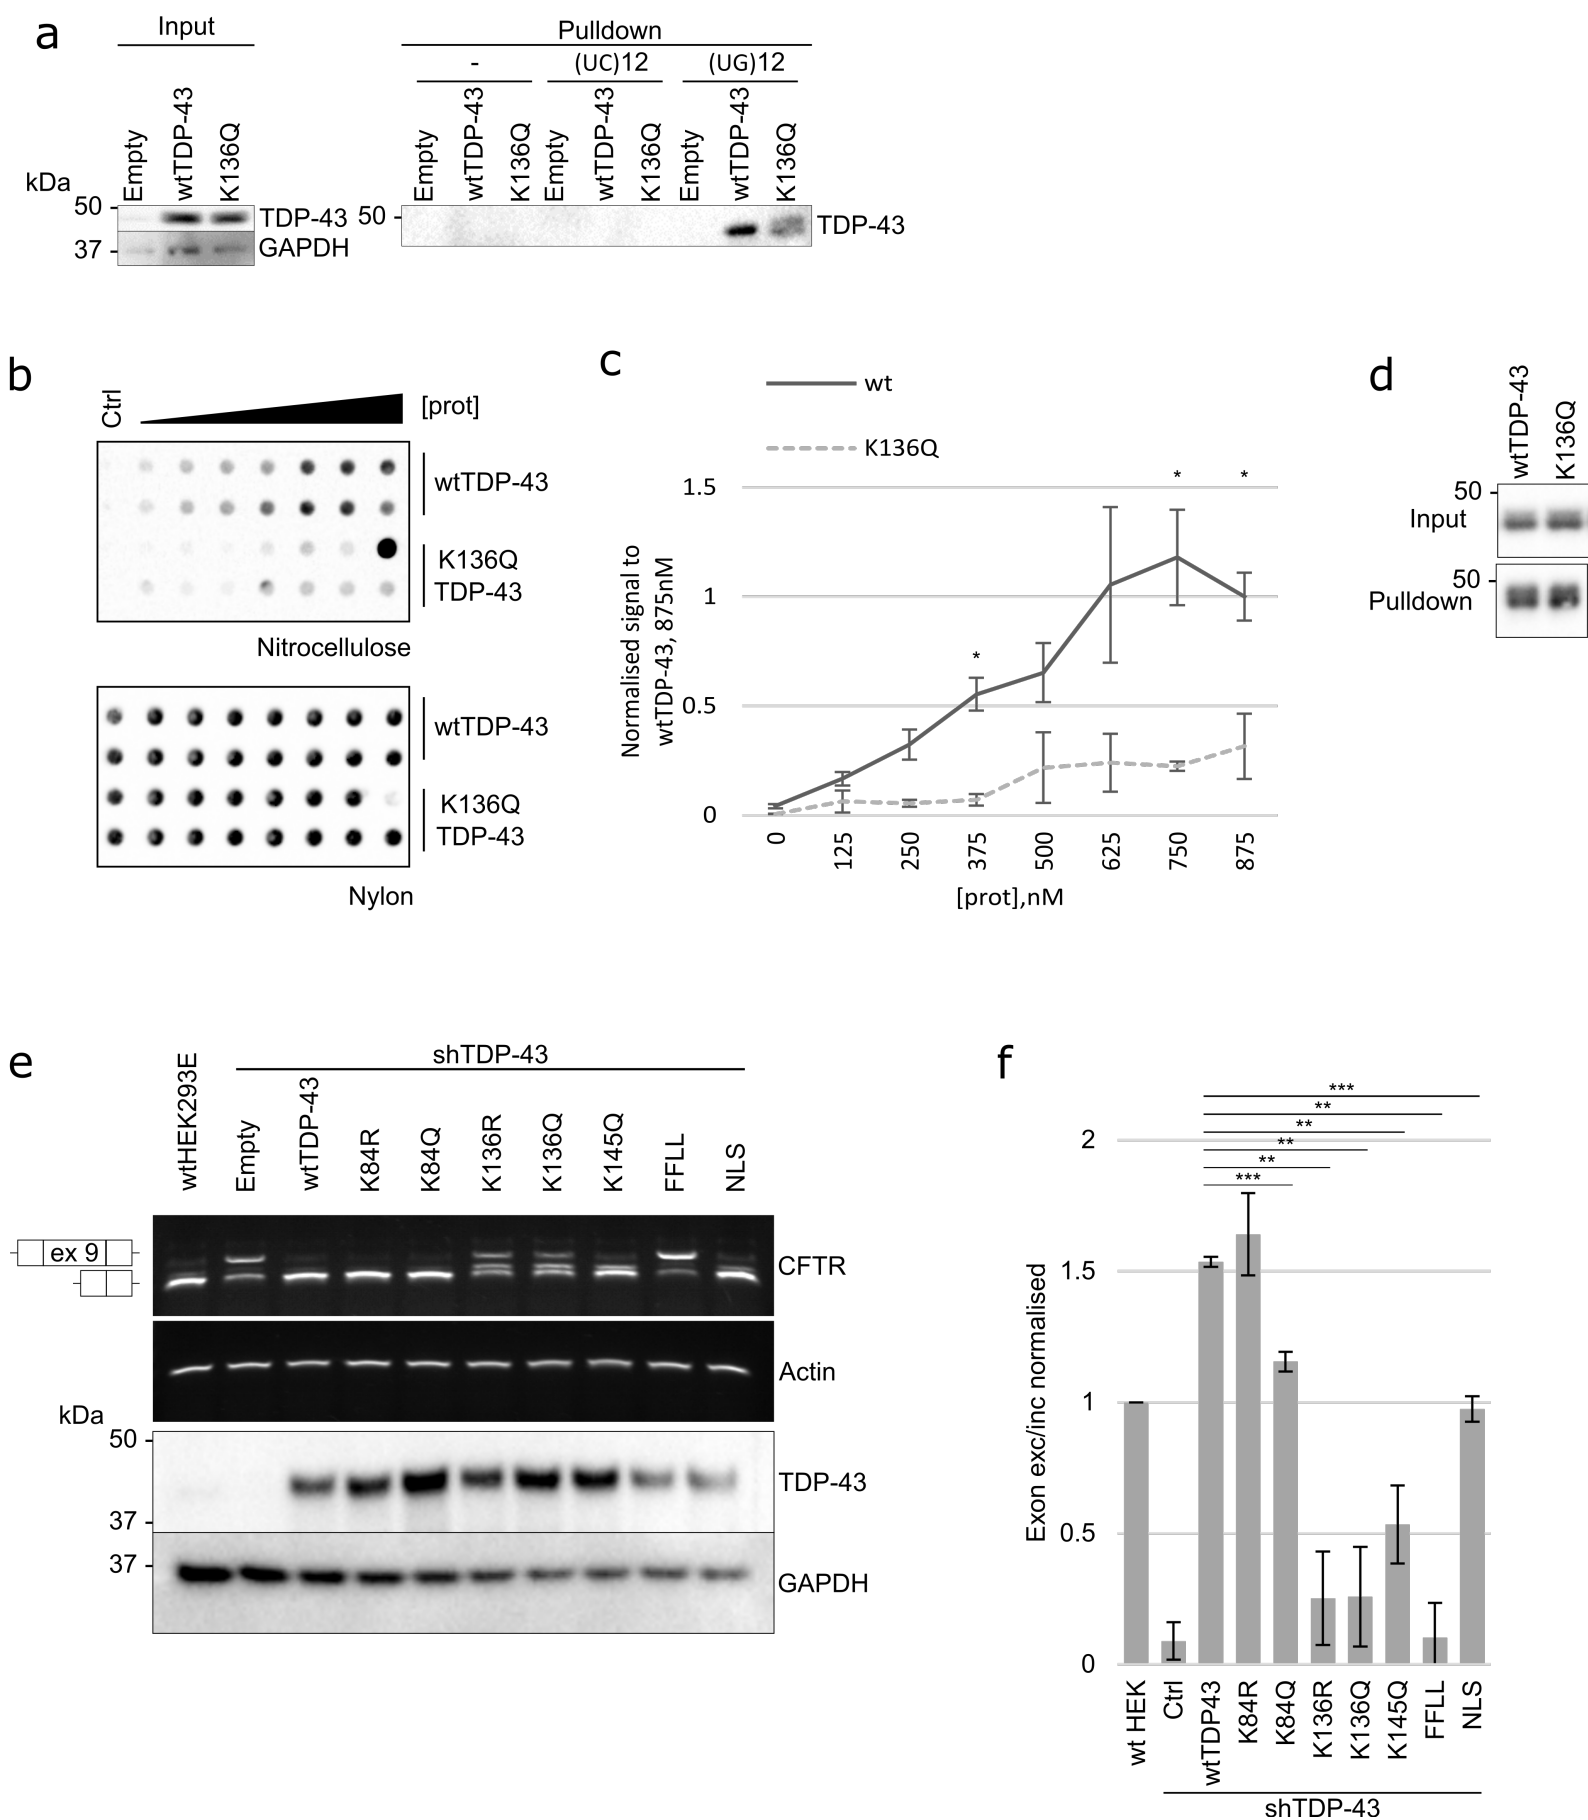 a
Input
Pulldown
-
(UC)12
(UG)12
Empty
wtTDP-43
K136Q
Empty
wtTDP-43
K136Q
Empty
wtTDP-43
K136Q
Empty
wtTDP-43
K136Q
kDa
50
TDP-43
37
GAPDH
50
TDP-43
b
Ctrl
[prot]
wtTDP-43
K136Q
TDP-43
Nitrocellulose
wtTDP-43
K136Q
TDP-43
Nylon
c
wt
K136Q
Normalised signal to
wtTDP-43, 875nM
1.5
1
0.5
0
*
*
*
0
125
250
375
500
625
750
875
[prot],nM
d
wtTDP-43
K136Q
50
Input
50
Pulldown
e
shTDP-43
wtHEK293E
Empty
wtTDP-43
K84R
K84Q
K136R
K136Q
K145Q
FFLL
NLS
ex 9
CFTR
Actin
kDa
50
TDP-43
37
37
GAPDH
f
***
**
**
**
**
***
Exon exc/inc normalised
2
1.5
1
0.5
0
wt HEK
Ctrl
wtTDP43
K84R
K84Q
K136R
K136Q
K145Q
FFLL
NLS
shTDP-43